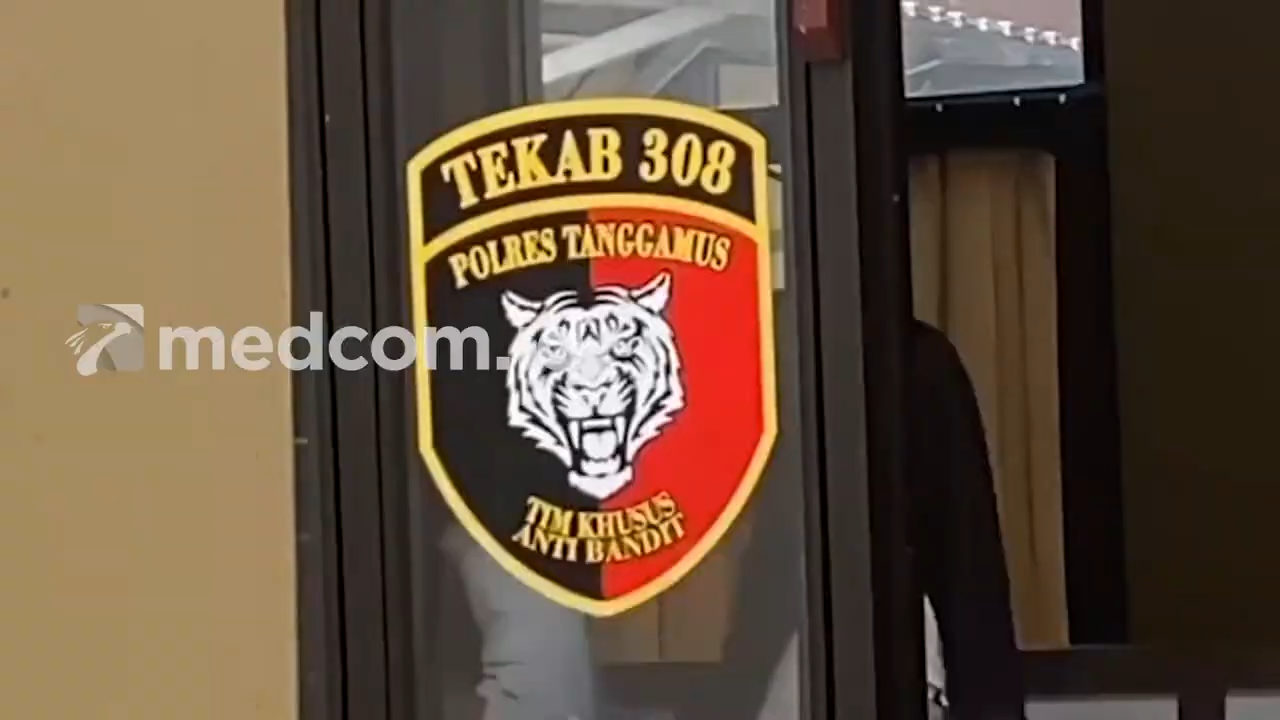 TEKAB 308
POLRES TANGGAMUS
medcom.
TIM KHUSUS
ANTI BANDIT